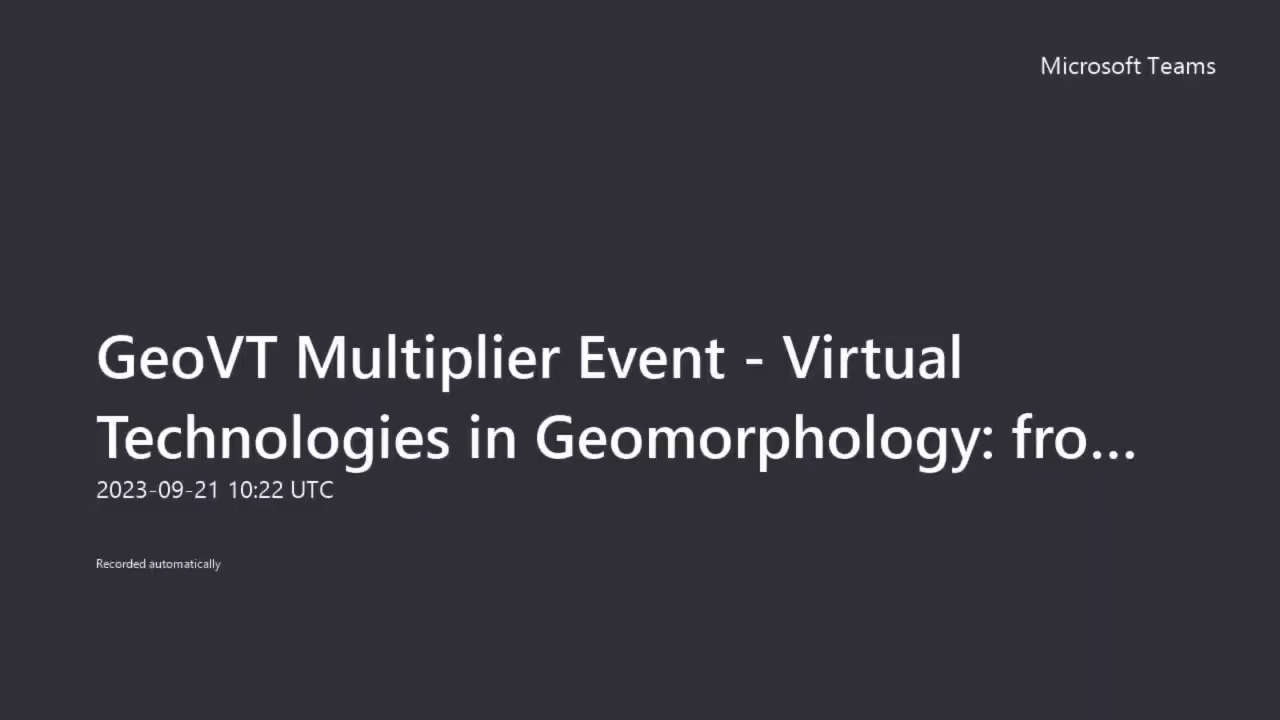 Microsoft Teams
GeoVT Multiplier Event - Virtual
Technologies in Geomorphology: fro...
2023-09-21 10:22 UTC
Recorded automatically